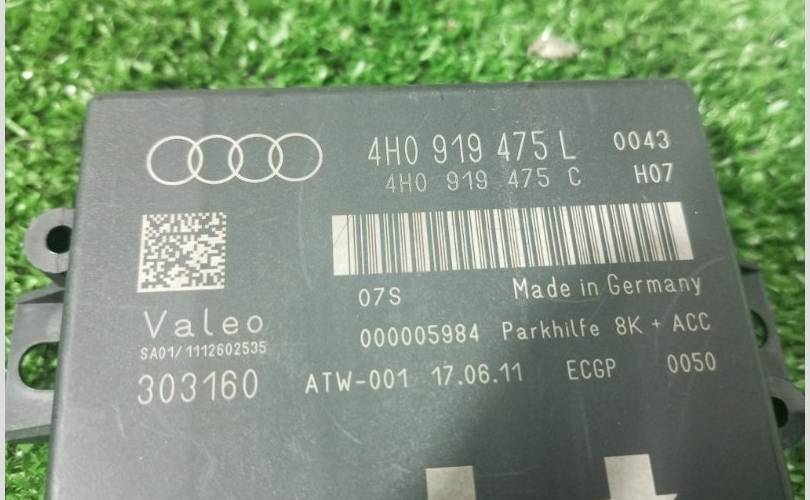 4H0 919 475 L 0043
4H0 919 475 C H07
07S Made in Germany
Valeo
000005984 Parkhilfe 8K + ACC
SA01/1112602535
303160 ATW-001 17.06.11 ECGP 0050